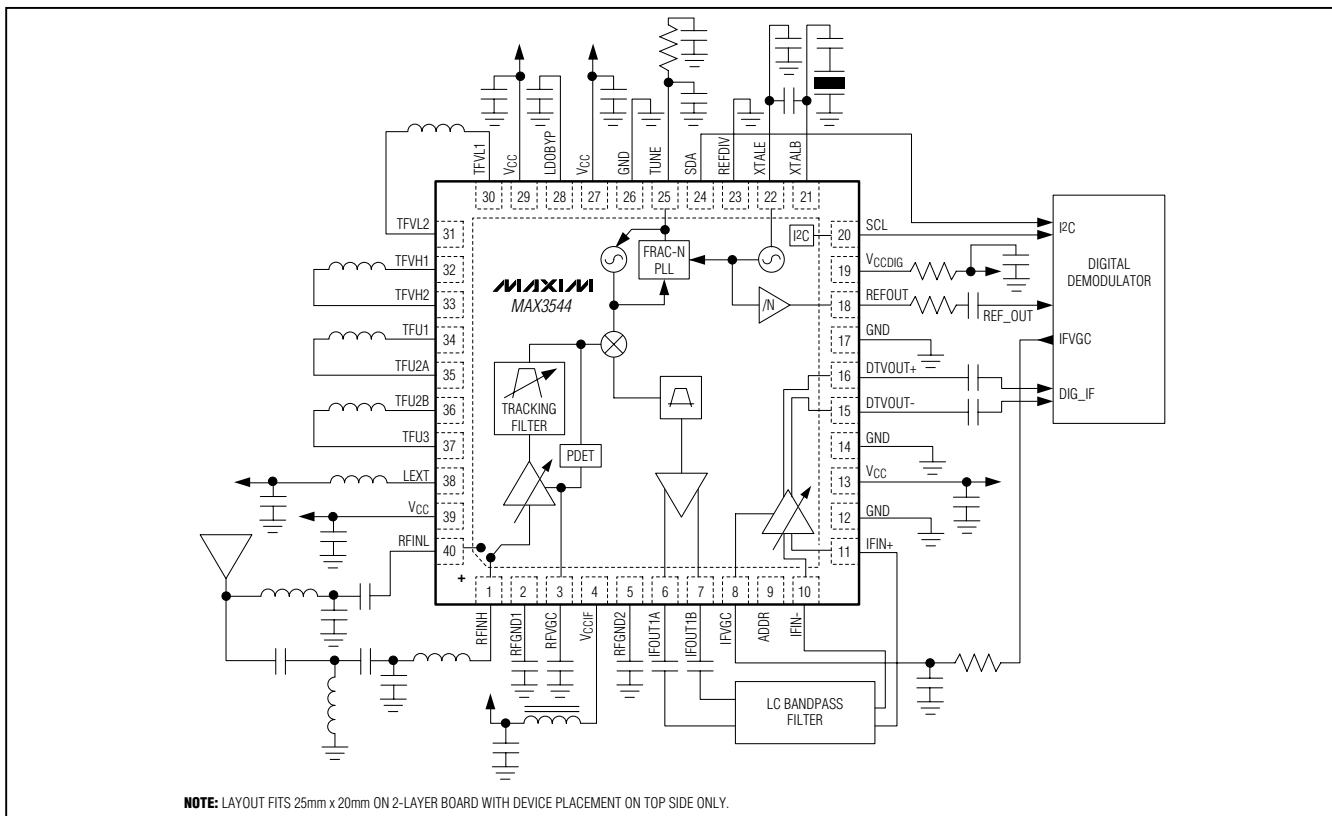 TFVL1
VCC
LDOBYP
VCC
GND
TUNE
SDA
REFDIV
XTALE
XTALB
30
29
28
27
26
25
24
23
22
21
TFVL2
31
TFVH1
32
TFVH2
33
TFU1
34
TFU2A
35
TFU2B
36
TFU3
37
LEXT
38
VCC
39
RFINL
40
+
MAXIM
MAX3544
TRACKING
FILTER
PDET
FRAC-N
PLL
I2C
/N
20
SCL
19
VCCDIG
18
REFOUT
REF_OUT
17
GND
16
DTVOUT+
15
DTVOUT-
14
GND
13
VCC
12
GND
11
IFIN+
I2C
DIGITAL
DEMODULATOR
IFVGC
DIG_IF
1
2
3
4
5
6
7
8
9
10
RFINH
RFGND1
RFVGC
VCCIF
RFGND2
IFOUT1A
IFOUT1B
IFVGC
ADDR
IFIN-
LC BANDPASS
FILTER
NOTE: LAYOUT FITS 25mm x 20mm ON 2-LAYER BOARD WITH DEVICE PLACEMENT ON TOP SIDE ONLY.